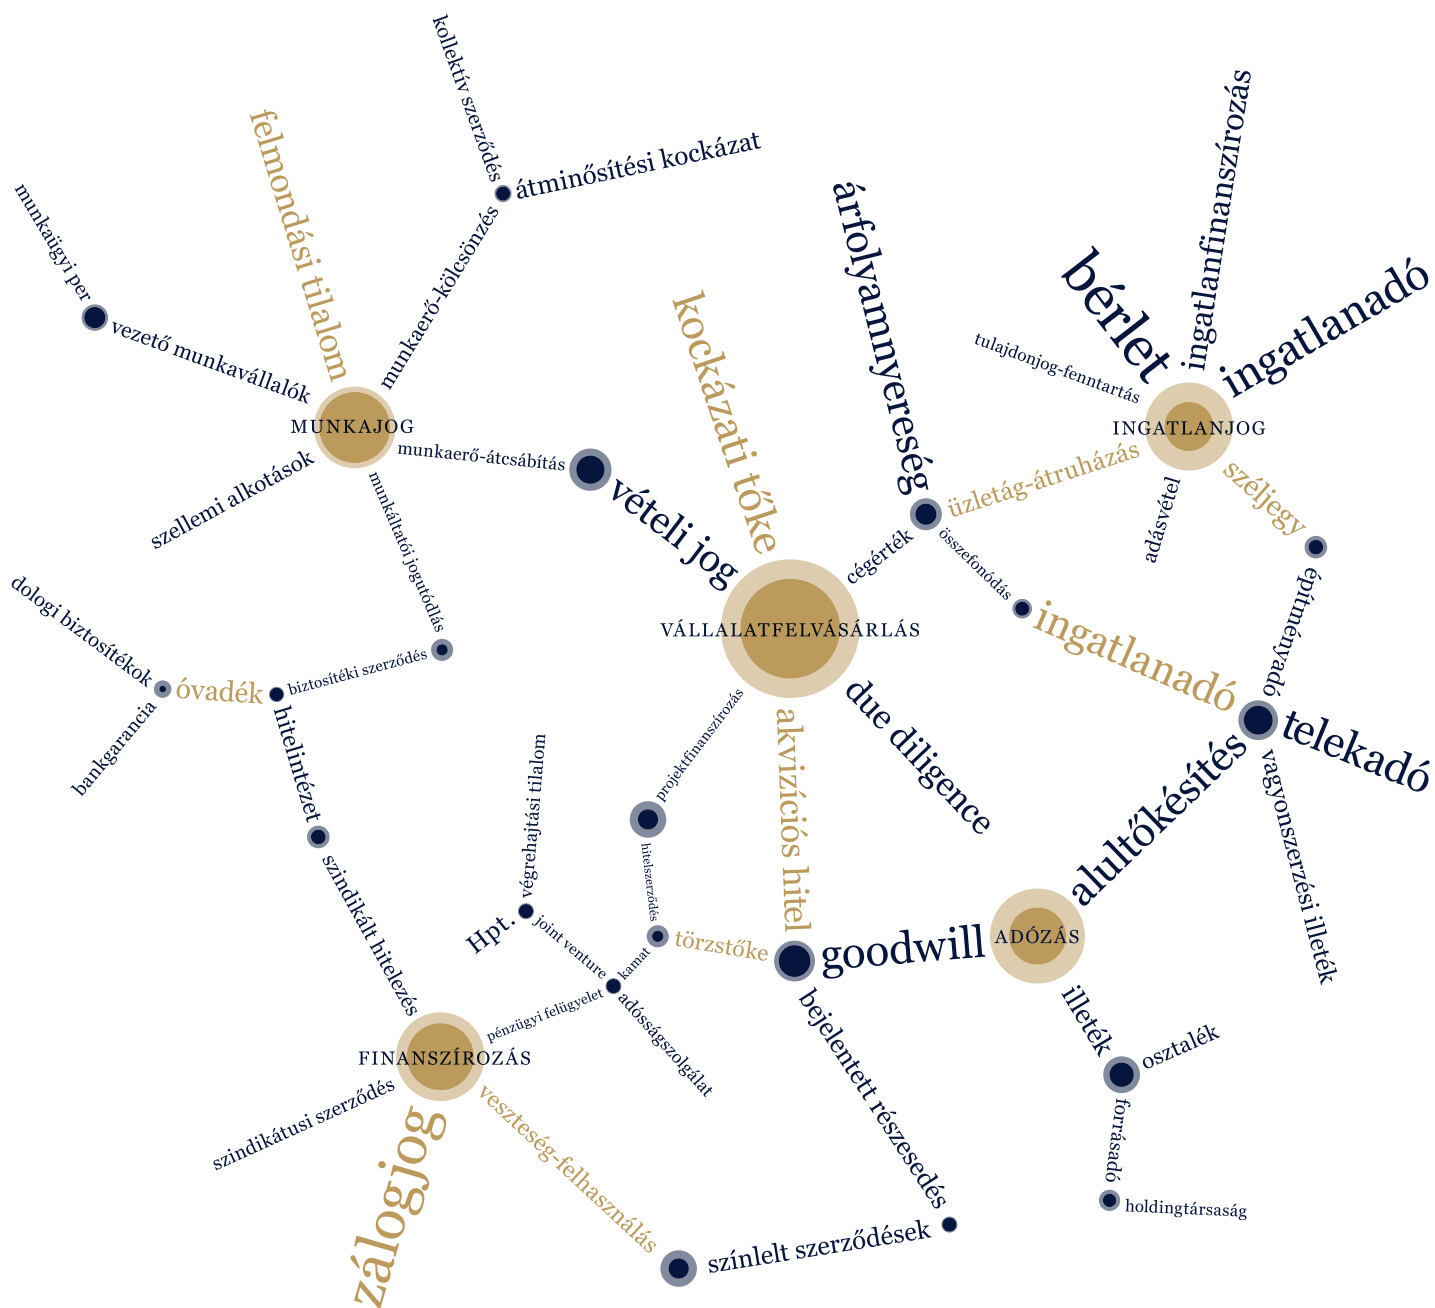 kollektív szerződés
felmondási tilalom
átminősítési kockázat
munkaügyi per
munkaerő-kölcsönzés
vezető munkavállalók
MUNKAJOG
munkaerő-átcsábítás
szellemi alkotások
munkáltatói jogutódlás
vételi jog
kockázati tőke
árfolyamnyereség
bérlet
ingatlanfinanszírozás
ingatlanadó
tulajdonjog-fenntartás
INGATLANJOG
üzletág-átruházás
adásvétel
széljegy
cégérték
összefonódás
építményadó
ingatlanadó
VÁLLALATFELVÁSÁRLÁS
dologi biztosítékok
óvadék
biztosítéki szerződés
bankgarancia
hitelintézet
projektfinanszírozás
akvizíciós hitel
due diligence
telekadó
alultőkésítés
vagyonszerzési illeték
végrehajtási tilalom
hitelszerződés
szindikált hitelezés
Hpt.
joint venture
kamat
törzstőke
goodwill
ADÓZÁS
pénzügyi felügyelet
adósságszolgálat
bejelentett részesedés
illeték
osztalék
FINANSZÍROZÁS
szindikátusi szerződés
zálogjog
veszteség-felhasználás
színlelt szerződések
forrásadó
holdingtársaság